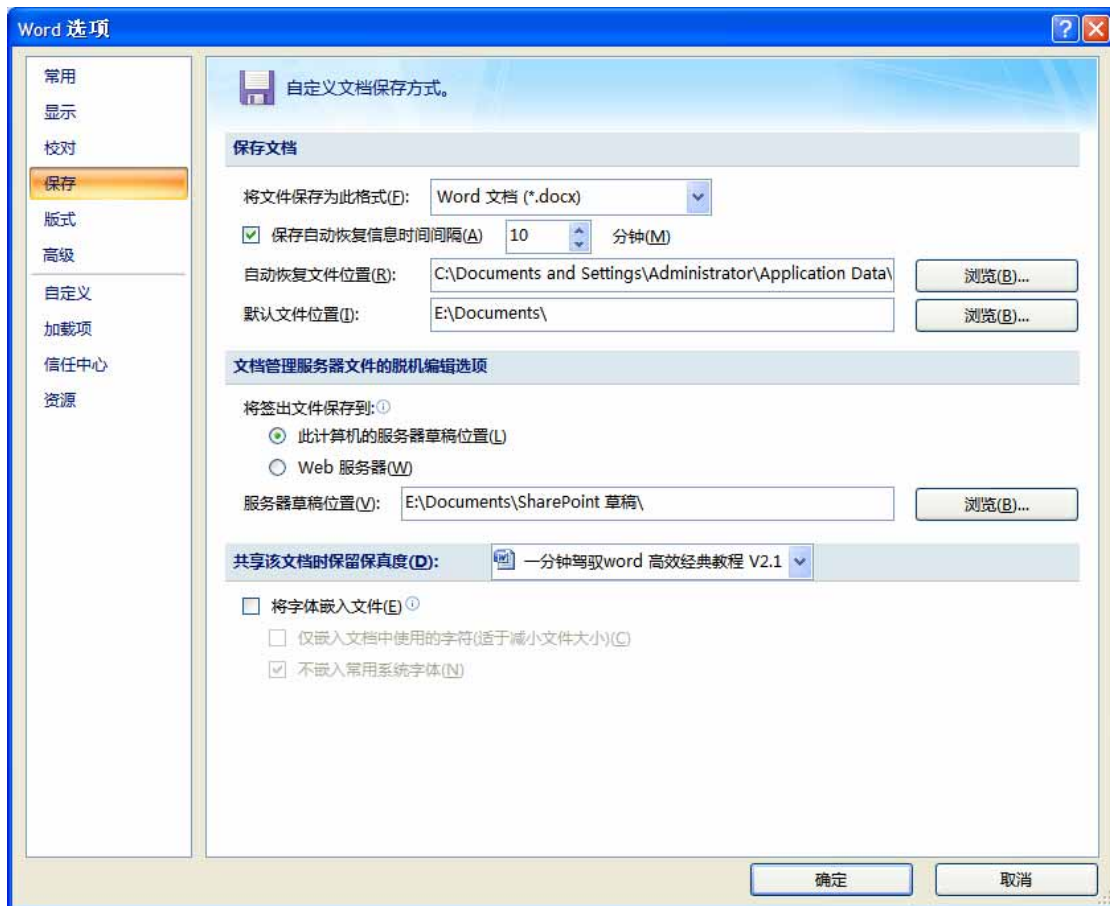 Word 选项
常用
显示
校对
保存
版式
高级
自定义
加载项
信任中心
资源
自定义文档保存方式。
保存文档
将文件保存为此格式(F): Word 文档 (*.docx)
保存自动恢复信息时间间隔(A) 10 分钟(M)
自动恢复文件位置(R): C:\Documents and Settings\Administrator\Application Data\ 浏览(B)...
默认文件位置(I): E:\Documents\ 浏览(B)...
文档管理服务器文件的脱机编辑选项
将签出文件保存到:
此计算机的服务器草稿位置(L)
Web 服务器(W)
服务器草稿位置(V): E:\Documents\SharePoint 草稿\ 浏览(B)...
共享该文档时保留保真度(D): 一分钟驾驭word 高效经典教程 V2.1
将字体嵌入文件(E)
仅嵌入文档中使用的字符(适于减小文件大小)(C)
不嵌入常用系统字体(N)
确定 取消